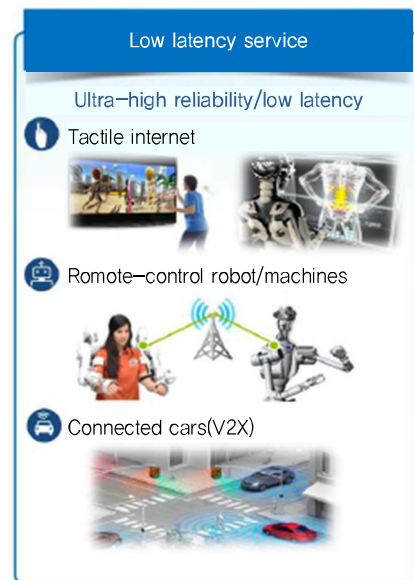 Low latency service
Ultra-high reliability/low latency
Tactile internet
Romote-control robot/machines
Connected cars(V2X)